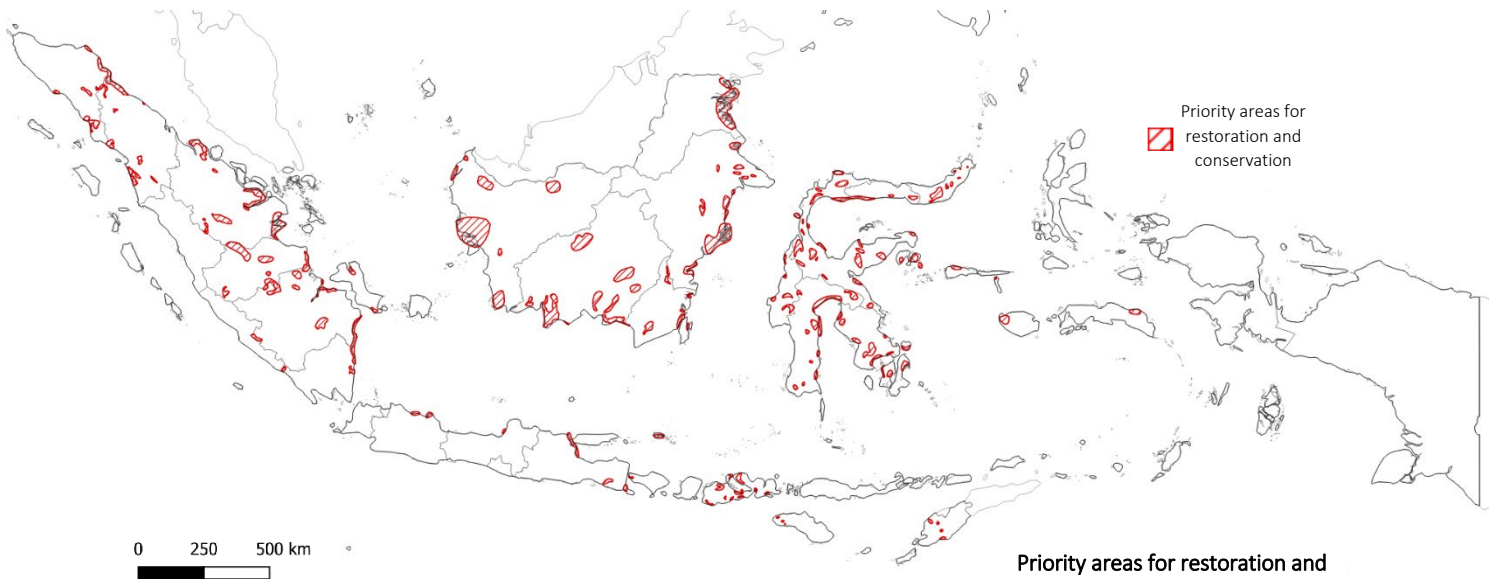 Priority areas for
restoration and
conservation
0 250 500 km
Priority areas for restoration and